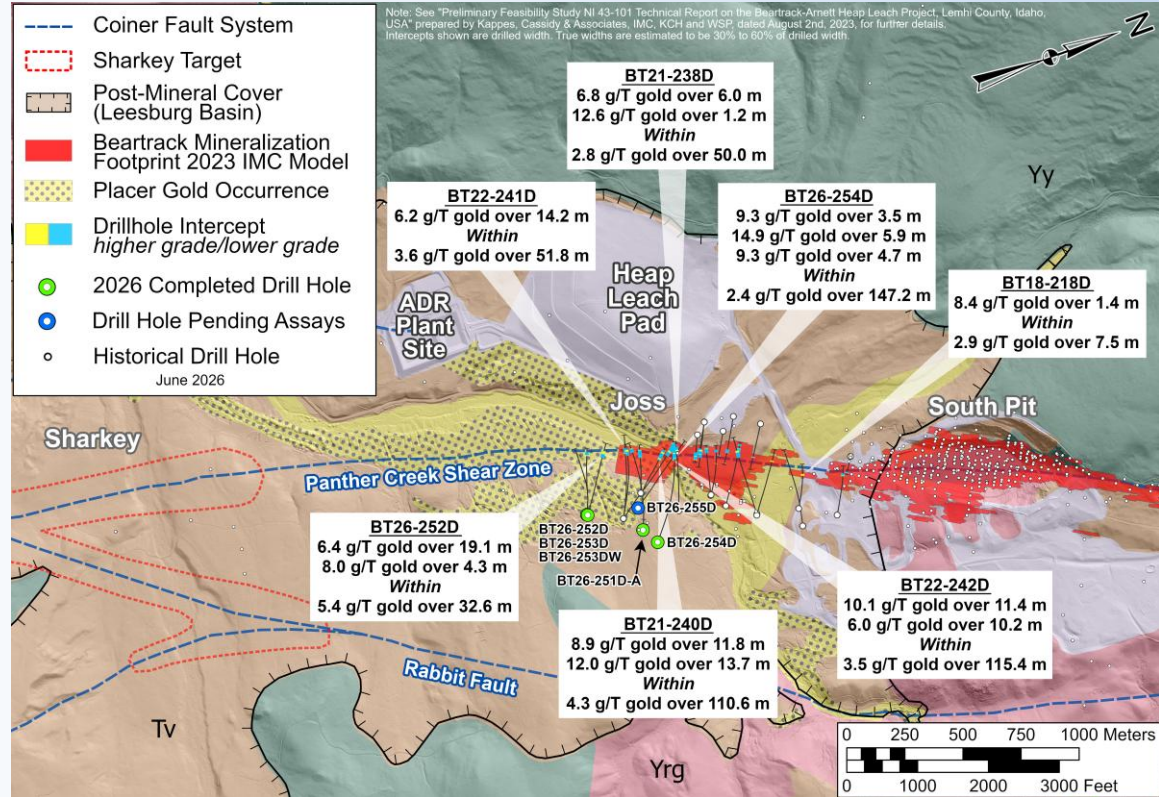 Coiner Fault System
Sharkey Target
Post-Mineral Cover
(Leesburg Basin)
Beartrack Mineralization
Footprint 2023 IMC Model
Placer Gold Occurrence
Drillhole Intercept
higher grade/lower grade
2026 Completed Drill Hole
Drill Hole Pending Assays
Historical Drill Hole
June 2026
Note: See "Preliminary Feasibility Study NI 43-101 Technical Report on the Beartrack-Arnett Heap Leach Project, Lemhi County, Idaho,
USA" prepared by Kappes, Cassidy & Associates, IMC, KCH and WSP, dated August 2nd, 2023, for further details.
Intercepts shown are drilled width. True widths are estimated to be 30% to 60% of drilled width.
N
BT21-238D
6.8 g/T gold over 6.0 m
12.6 g/T gold over 1.2 m
Within
2.8 g/T gold over 50.0 m
Yy
BT22-241D
6.2 g/T gold over 14.2 m
Within
3.6 g/T gold over 51.8 m
BT26-254D
9.3 g/T gold over 3.5 m
14.9 g/T gold over 5.9 m
9.3 g/T gold over 4.7 m
Within
2.4 g/T gold over 147.2 m
BT18-218D
8.4 g/T gold over 1.4 m
Within
2.9 g/T gold over 7.5 m
ADR
Plant
Site
Heap
Leach
Pad
Joss
South Pit
Sharkey
Panther Creek Shear Zone
BT26-252D
6.4 g/T gold over 19.1 m
8.0 g/T gold over 4.3 m
Within
5.4 g/T gold over 32.6 m
BT26-252D
BT26-253D
BT26-253DW
BT26-255D
BT26-254D
BT26-251D-A
BT21-240D
8.9 g/T gold over 11.8 m
12.0 g/T gold over 13.7 m
Within
4.3 g/T gold over 110.6 m
BT22-242D
10.1 g/T gold over 11.4 m
6.0 g/T gold over 10.2 m
Within
3.5 g/T gold over 115.4 m
Rabbit Fault
Tv
Yrg
0 250 500 750 1000 Meters
0 1000 2000 3000 Feet